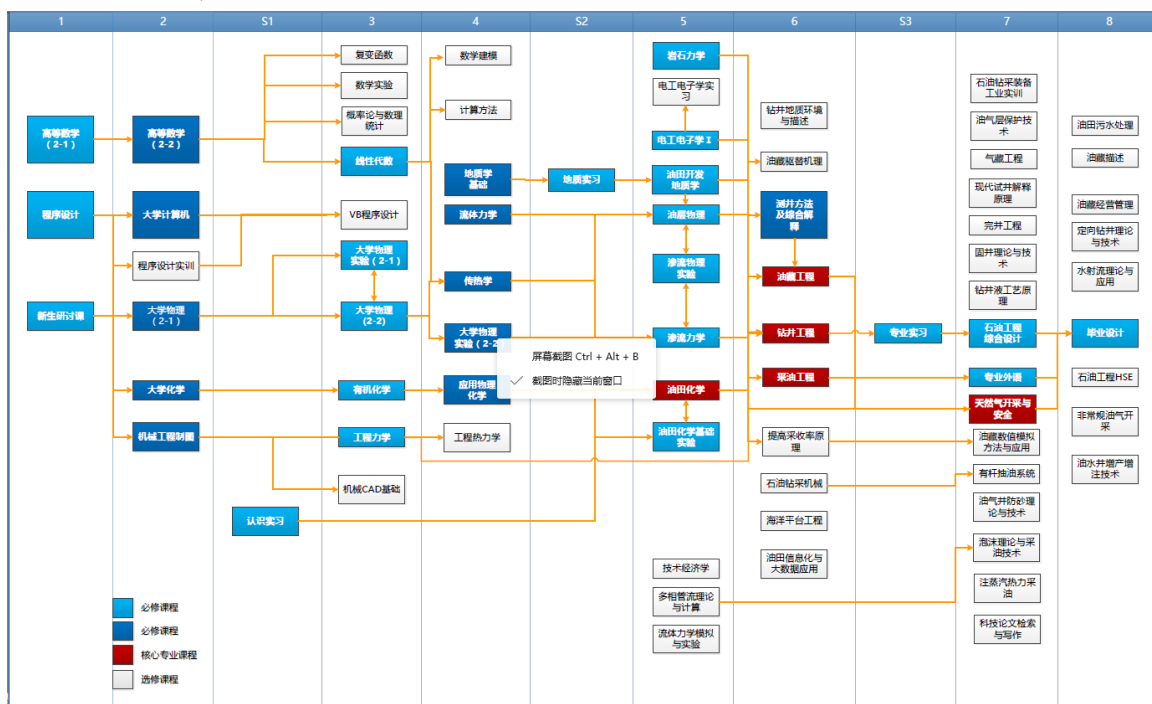 1
2
S1
3
4
S2
5
6
S3
7
8
高等数学
(2-1)
程序设计
新生研讨课
高等数学
(2-2)
大学计算机
程序设计实训
大学物理
(2-1)
大学化学
机械工程制图
认识实习
复变函数
数学实验
概率论与数理
统计
线性代数
VB程序设计
大学物理
实验(2-1)
大学物理
(2-2)
有机化学
工程力学
机械CAD基础
数学建模
计算方法
地质学
基础
流体力学
传热学
大学物理
实验(2-2)
应用物理
化学
工程热力学
地质实习
屏幕截图 Ctrl + Alt + B
截图时隐藏当前窗口
岩石力学
电工电子学实
习
电工电子学 I
油田开发
地质学
油层物理
渗流物理
实验
渗流力学
油田化学
油田化学基础
实验
技术经济学
多相管流理论
与计算
流体力学模拟
与实验
钻井地质环境
与描述
油藏驱替机理
测井方法
及综合解
释
油藏工程
钻井工程
采油工程
提高采收率原
理
石油钻采机械
海洋平台工程
油田信息化与
大数据应用
专业实习
石油钻采装备
工业实训
油气层保护技
术
气藏工程
现代试井解释
原理
完井工程
固井理论与技
术
钻井液工艺原
理
石油工程
综合设计
专业外语
天然气开采与
安全
油藏数值模拟
方法与应用
有杆抽油系统
油气井防砂理
论与技术
泡沫理论与采
油技术
注蒸汽热力采
油
科技论文检索
与写作
油田污水处理
油藏描述
油藏经营管理
定向钻井理论
与技术
水射流理论与
应用
毕业设计
石油工程HSE
非常规油气开
采
油水井增产增
注技术
必修课程
必修课程
核心专业课程
选修课程